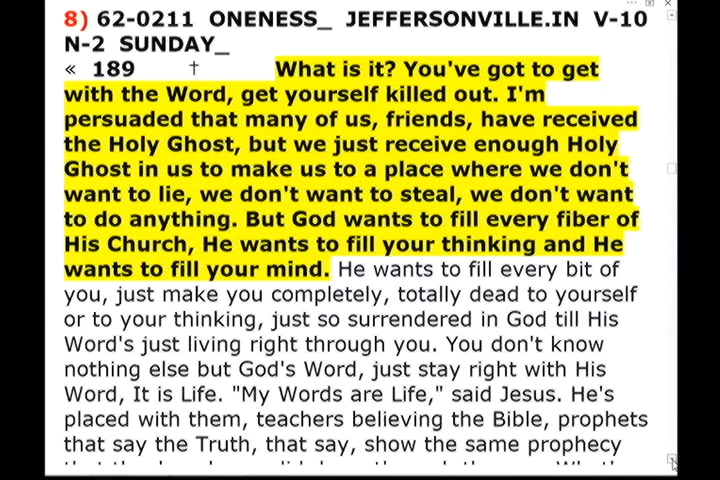 8) 62-0211 ONENESS_ JEFFERSONVILLE.IN V-10
N-2 SUNDAY_
« 189 † What is it? You've got to get
with the Word, get yourself killed out. I'm
persuaded that many of us, friends, have received
the Holy Ghost, but we just receive enough Holy
Ghost in us to make us to a place where we don't
want to lie, we don't want to steal, we don't want
to do anything. But God wants to fill every fiber of
His Church, He wants to fill your thinking and He
wants to fill your mind. He wants to fill every bit of
you, just make you completely, totally dead to yourself
or to your thinking, just so surrendered in God till His
Word's just living right through you. You don't know
nothing else but God's Word, just stay right with His
Word, It is Life. "My Words are Life," said Jesus. He's
placed with them, teachers believing the Bible, prophets
that say the Truth, that say, show the same prophecy